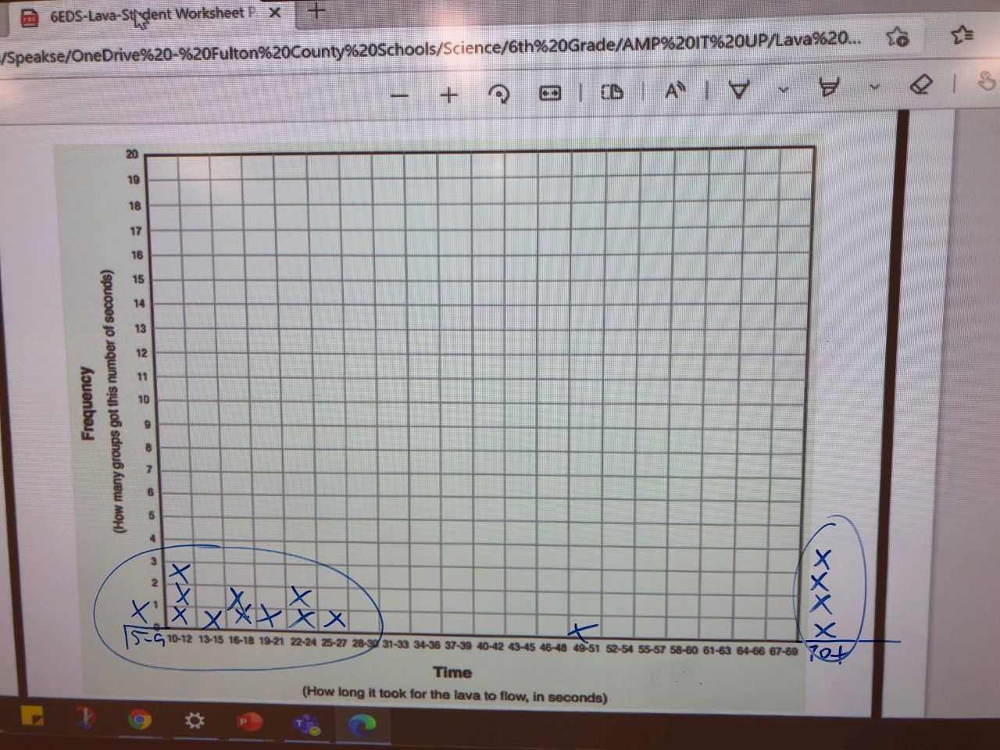 6EDS-Lava-Student Worksheet P
/Speakse/OneDrive%20-%20Fulton%20County%20Schools/Science/6th%20Grade/AMP%20IT%20UP/Lava%20...
20
19
18
17
16
15
14
13
12
11
10
9
8
7
6
5
4
3
2
1
0
Frequency
(How many groups got this number of seconds)
X
X X X
X X X X X X X X
X
X
X
X
X
5-9 10-12 13-15 16-18 19-21 22-24 25-27 28-30 31-33 34-36 37-39 40-42 43-45 46-48 49-51 52-54 55-57 58-60 61-63 64-66 67-69 70+
Time
(How long it took for the lava to flow, in seconds)